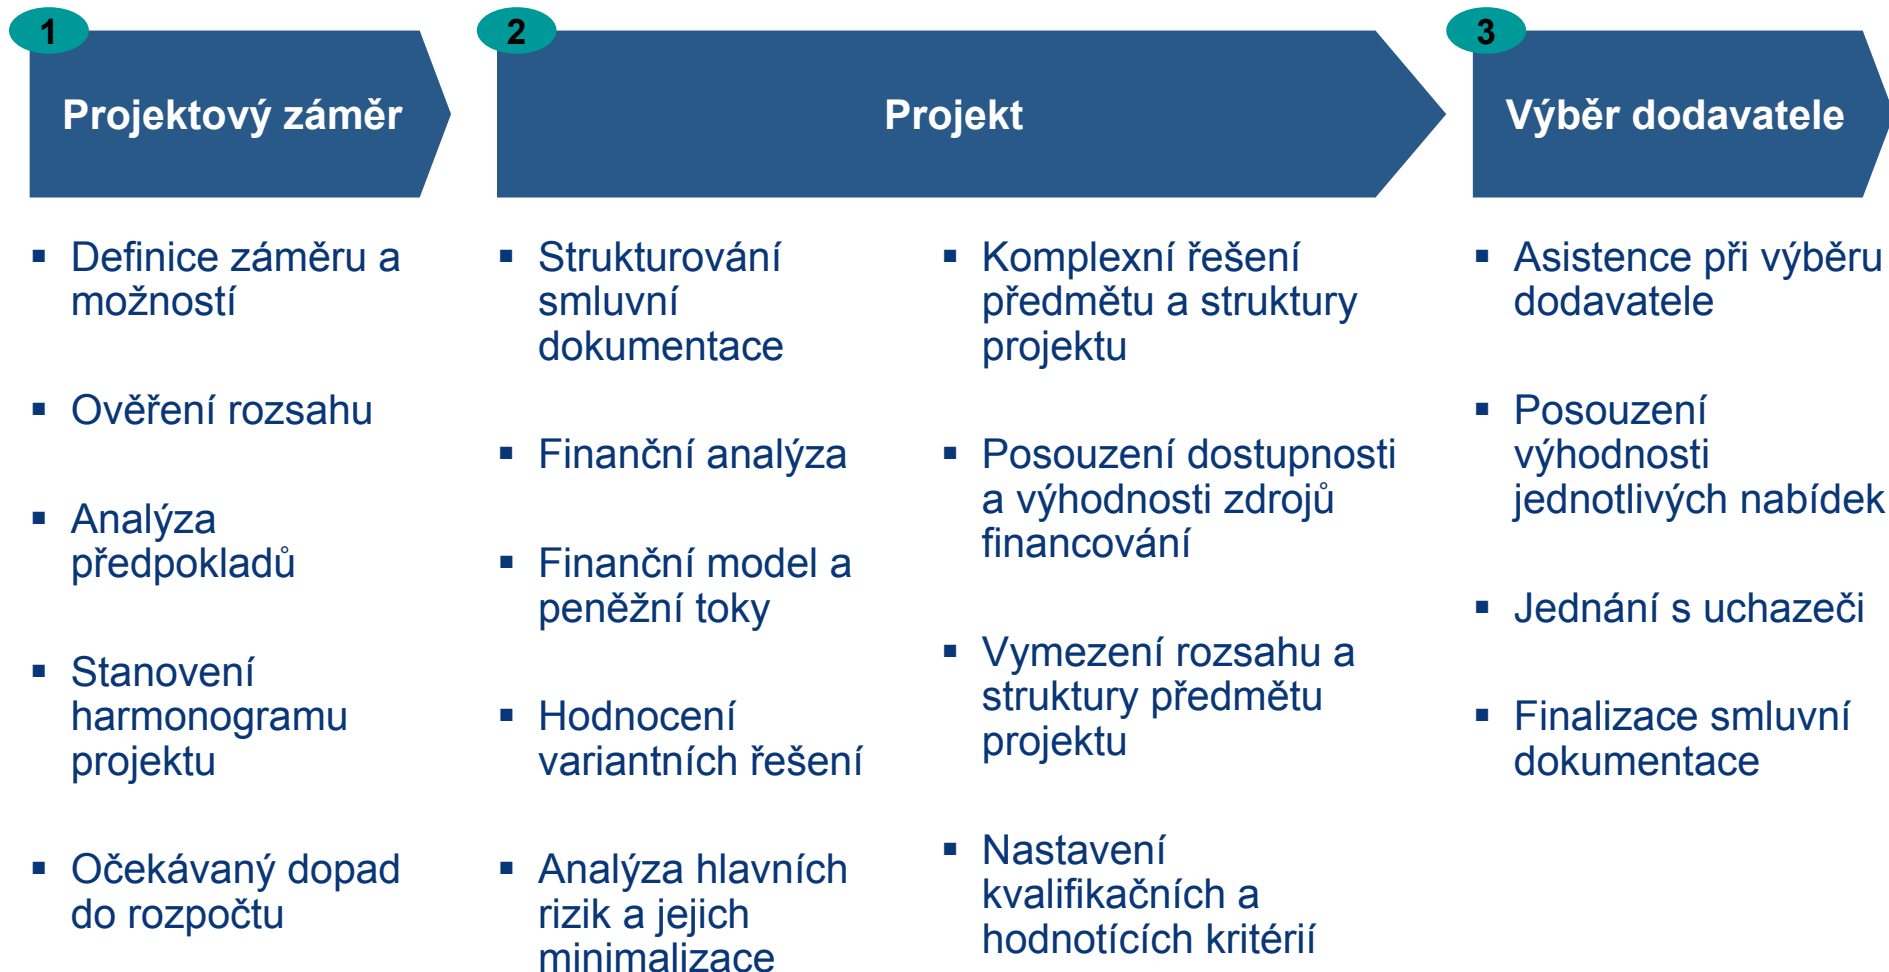 1
Projektový záměr
Definice záměru a
možností
Ověření rozsahu
Analýza
předpokladů
Stanovení
harmonogramu
projektu
Očekávaný dopad
do rozpočtu
2
Projekt
Strukturování
smluvní
dokumentace
Finanční analýza
Finanční model a
peněžní toky
Hodnocení
variantních řešení
Analýza hlavních
rizik a jejich
minimalizace
Komplexní řešení
předmětu a struktury
projektu
Posouzení dostupnosti
a výhodnosti zdrojů
financování
Vymezení rozsahu a
struktury předmětu
projektu
Nastavení
kvalifikačních a
hodnotících kritérií
3
Výběr dodavatele
Asistence při výběru
dodavatele
Posouzení
výhodnosti
jednotlivých nabídek
Jednání s uchazeči
Finalizace smluvní
dokumentace